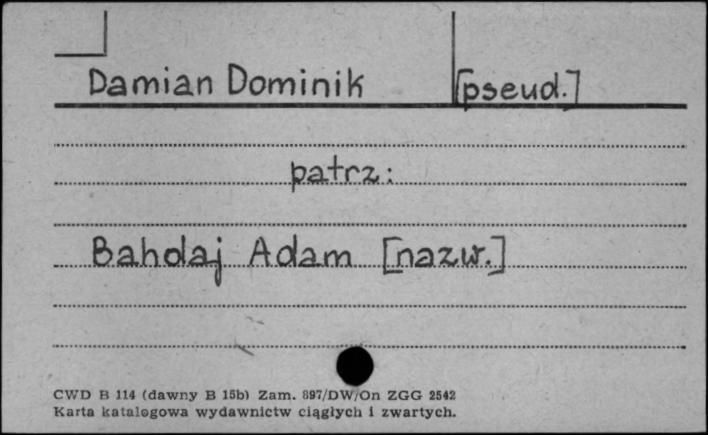 Damian Dominik [pseud.]
patrz:
Bahdaj Adam [nazw.]
CWD B 114 (dawny B 15b) Zam. 897/DW/On ZGG 2542
Karta katalogowa wydawnictw ciągłych i zwartych.